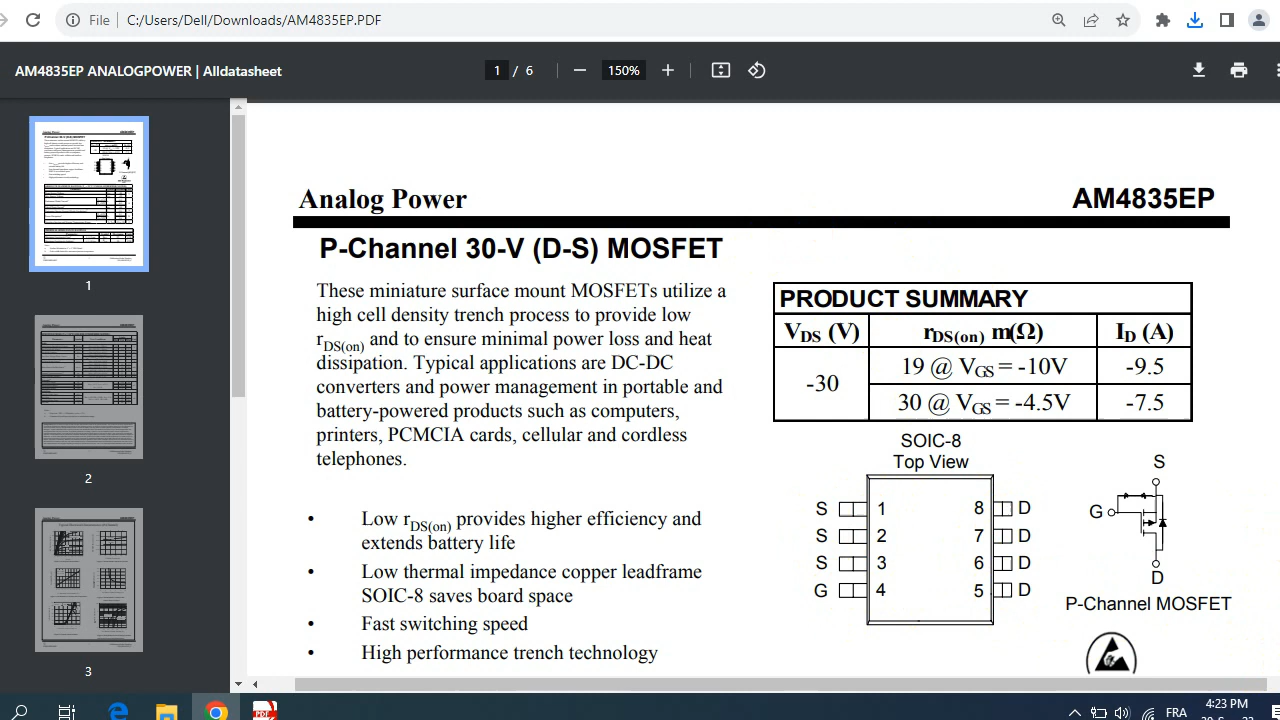 File
C:/Users/Dell/Downloads/AM4835EP.PDF
AM4835EP ANALOGPOWER | Alldatasheet
1 / 6
150%
1
2
3
Analog Power
AM4835EP
P-Channel 30-V (D-S) MOSFET
These miniature surface mount MOSFETs utilize a
high cell density trench process to provide low
rDS(on) and to ensure minimal power loss and heat
dissipation. Typical applications are DC-DC
converters and power management in portable and
battery-powered products such as computers,
printers, PCMCIA cards, cellular and cordless
telephones.
• Low rDS(on) provides higher efficiency and
extends battery life
• Low thermal impedance copper leadframe
SOIC-8 saves board space
• Fast switching speed
• High performance trench technology
PRODUCT SUMMARY
VDS (V) rDS(on) m(Ω) ID (A)
-30
19 @ VGS = -10V -9.5
30 @ VGS = -4.5V -7.5
SOIC-8
Top View
S 1 8 D
S 2 7 D
S 3 6 D
G 4 5 D
S
G
D
P-Channel MOSFET
PDF
FRA
4:23 PM